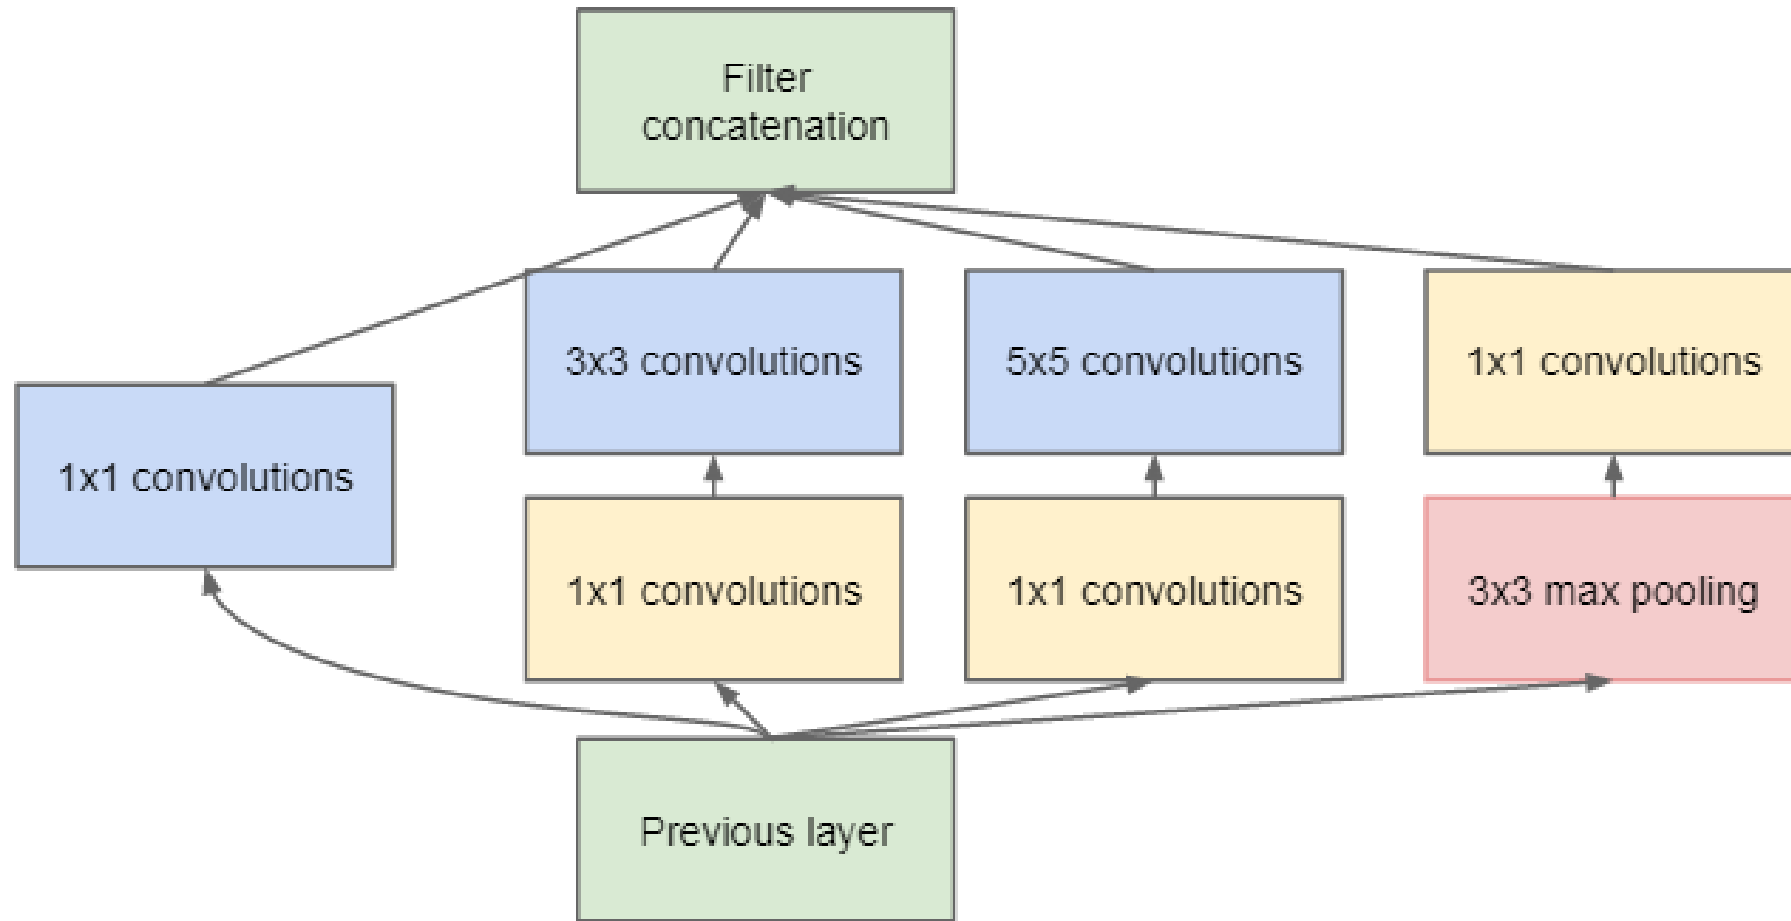 Filter
concatenation
3x3 convolutions
5x5 convolutions
1x1 convolutions
1x1 convolutions
1x1 convolutions
1x1 convolutions
3x3 max pooling
Previous layer